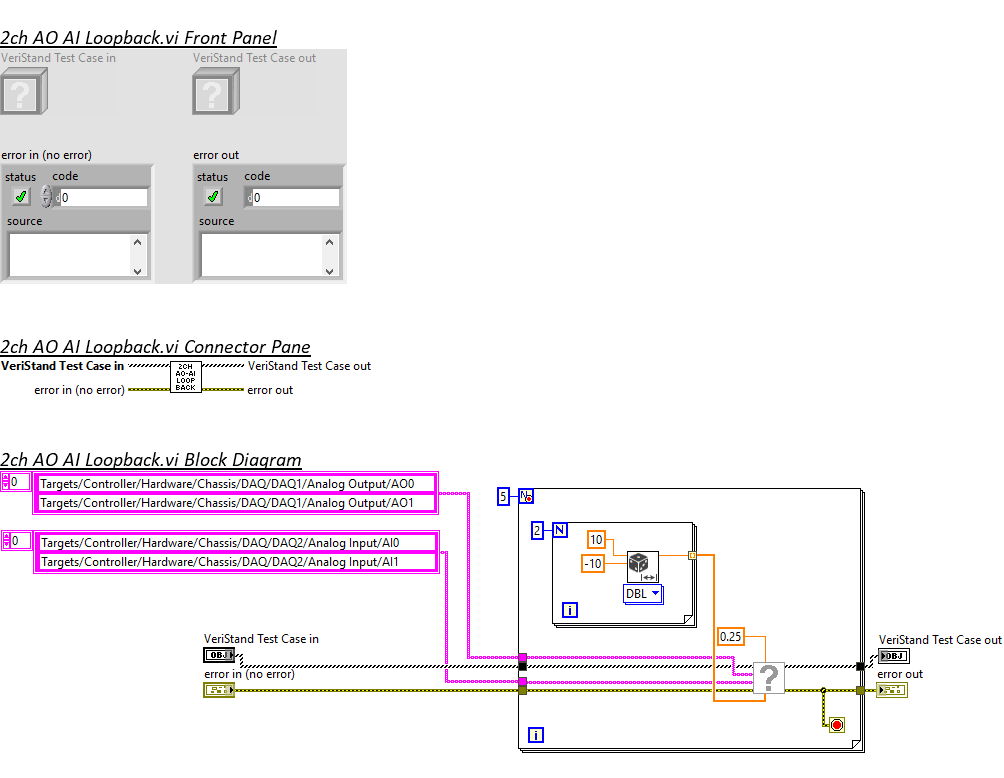 2ch AO AI Loopback.vi Front Panel
VeriStand Test Case in
VeriStand Test Case out
?
?
error in (no error)
error out
status
code
status
code
d
0
d
0
source
source
2ch AO AI Loopback.vi Connector Pane
VeriStand Test Case in
VeriStand Test Case out
2CH
AO-AI
LOOP
BACK
error in (no error)
error out
2ch AO AI Loopback.vi Block Diagram
0
Targets/Controller/Hardware/Chassis/DAQ/DAQ1/Analog Output/AO0
Targets/Controller/Hardware/Chassis/DAQ/DAQ1/Analog Output/AO1
0
Targets/Controller/Hardware/Chassis/DAQ/DAQ2/Analog Input/AI0
Targets/Controller/Hardware/Chassis/DAQ/DAQ2/Analog Input/AI1
5
N
2
N
10
-10
DBL
i
0.25
VeriStand Test Case in
OBJ
error in (no error)
?
VeriStand Test Case out
OBJ
error out
i